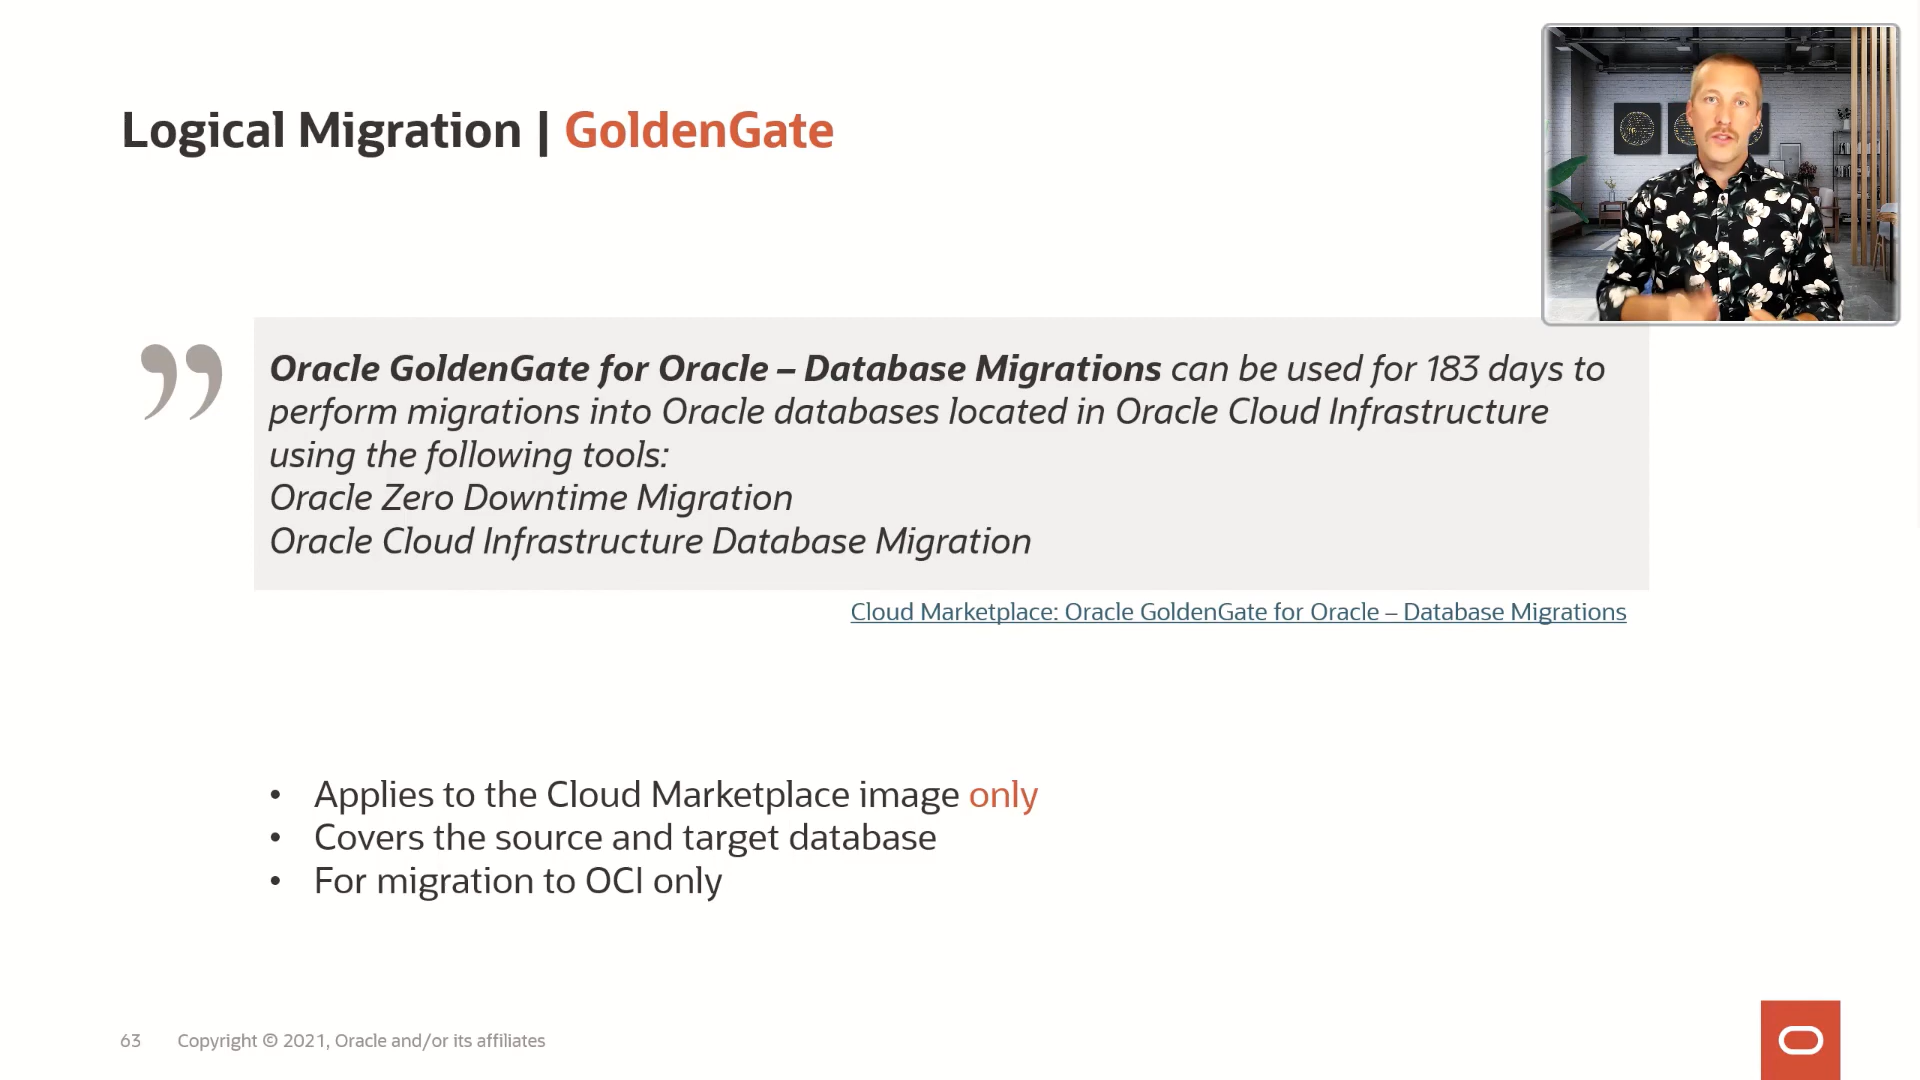 Logical Migration | GoldenGate
Oracle GoldenGate for Oracle – Database Migrations can be used for 183 days to
perform migrations into Oracle databases located in Oracle Cloud Infrastructure
using the following tools:
Oracle Zero Downtime Migration
Oracle Cloud Infrastructure Database Migration
Cloud Marketplace: Oracle GoldenGate for Oracle – Database Migrations
• Applies to the Cloud Marketplace image only
• Covers the source and target database
• For migration to OCI only
63 Copyright © 2021, Oracle and/or its affiliates